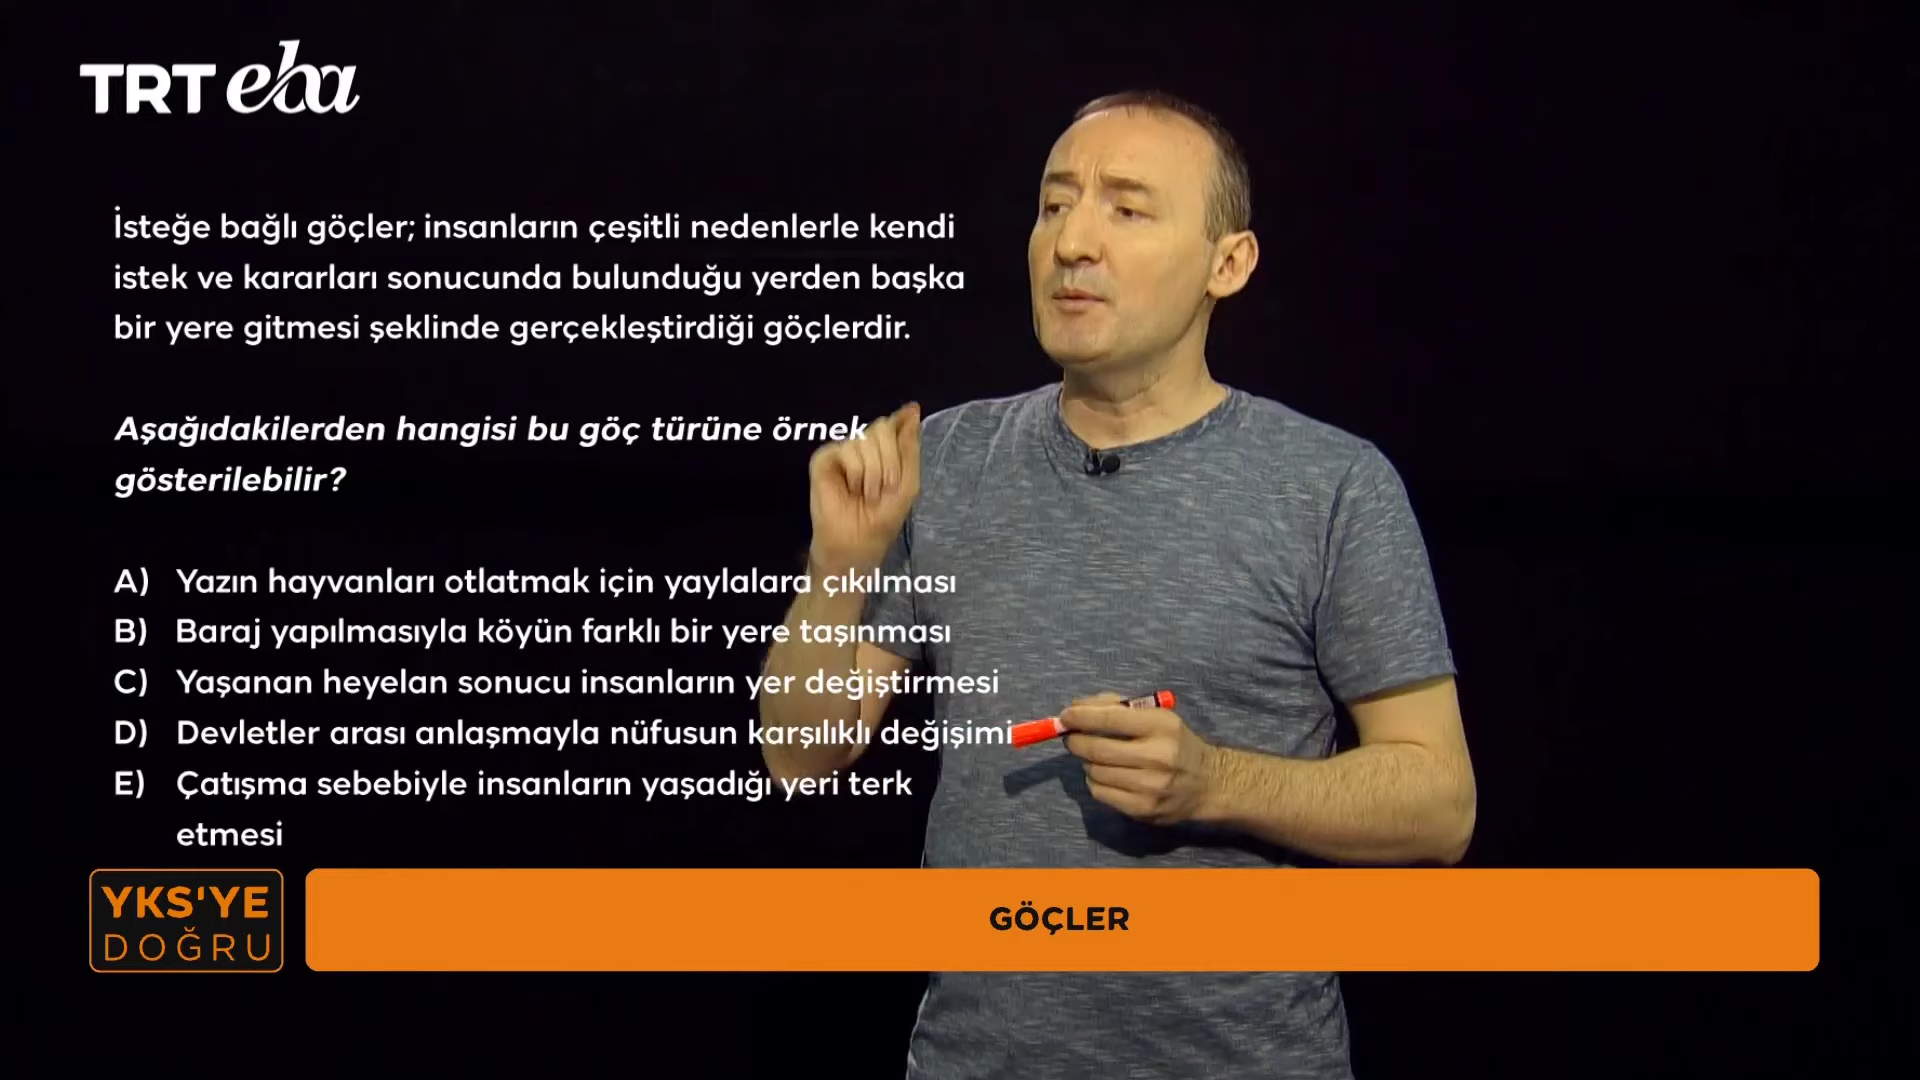 TRT eba
İsteğe bağlı göçler; insanların çeşitli nedenlerle kendi
istek ve kararları sonucunda bulunduğu yerden başka
bir yere gitmesi şeklinde gerçekleştirdiği göçlerdir.
Aşağıdakilerden hangisi bu göç türüne örnek
gösterilebilir?
A) Yazın hayvanları otlatmak için yaylalara çıkılması
B) Baraj yapılmasıyla köyün farklı bir yere taşınması
C) Yaşanan heyelan sonucu insanların yer değiştirmesi
D) Devletler arası anlaşmayla nüfusun karşılıklı değişimi
E) Çatışma sebebiyle insanların yaşadığı yeri terk
etmesi
YKS'YE
DOĞRU
GÖÇLER